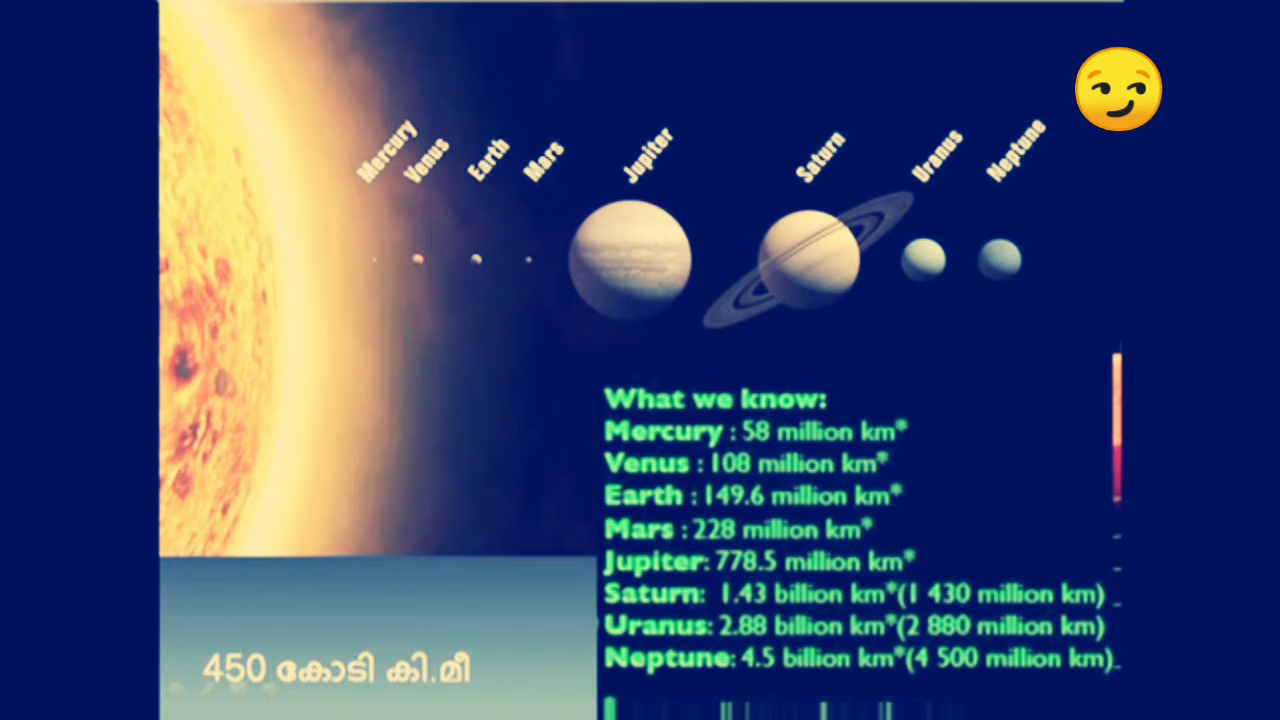 Mercury
Venus
Earth
Mars
Jupiter
Saturn
Uranus
Neptune
What we know:
Mercury : 58 million km*
Venus : 108 million km*
Earth : 149.6 million km*
Mars : 228 million km*
Jupiter: 778.5 million km*
Saturn: 1.43 billion km*(1 430 million km)
Uranus: 2.88 billion km*(2 880 million km)
Neptune: 4.5 billion km*(4 500 million km)
450 കോടി കി.മീ